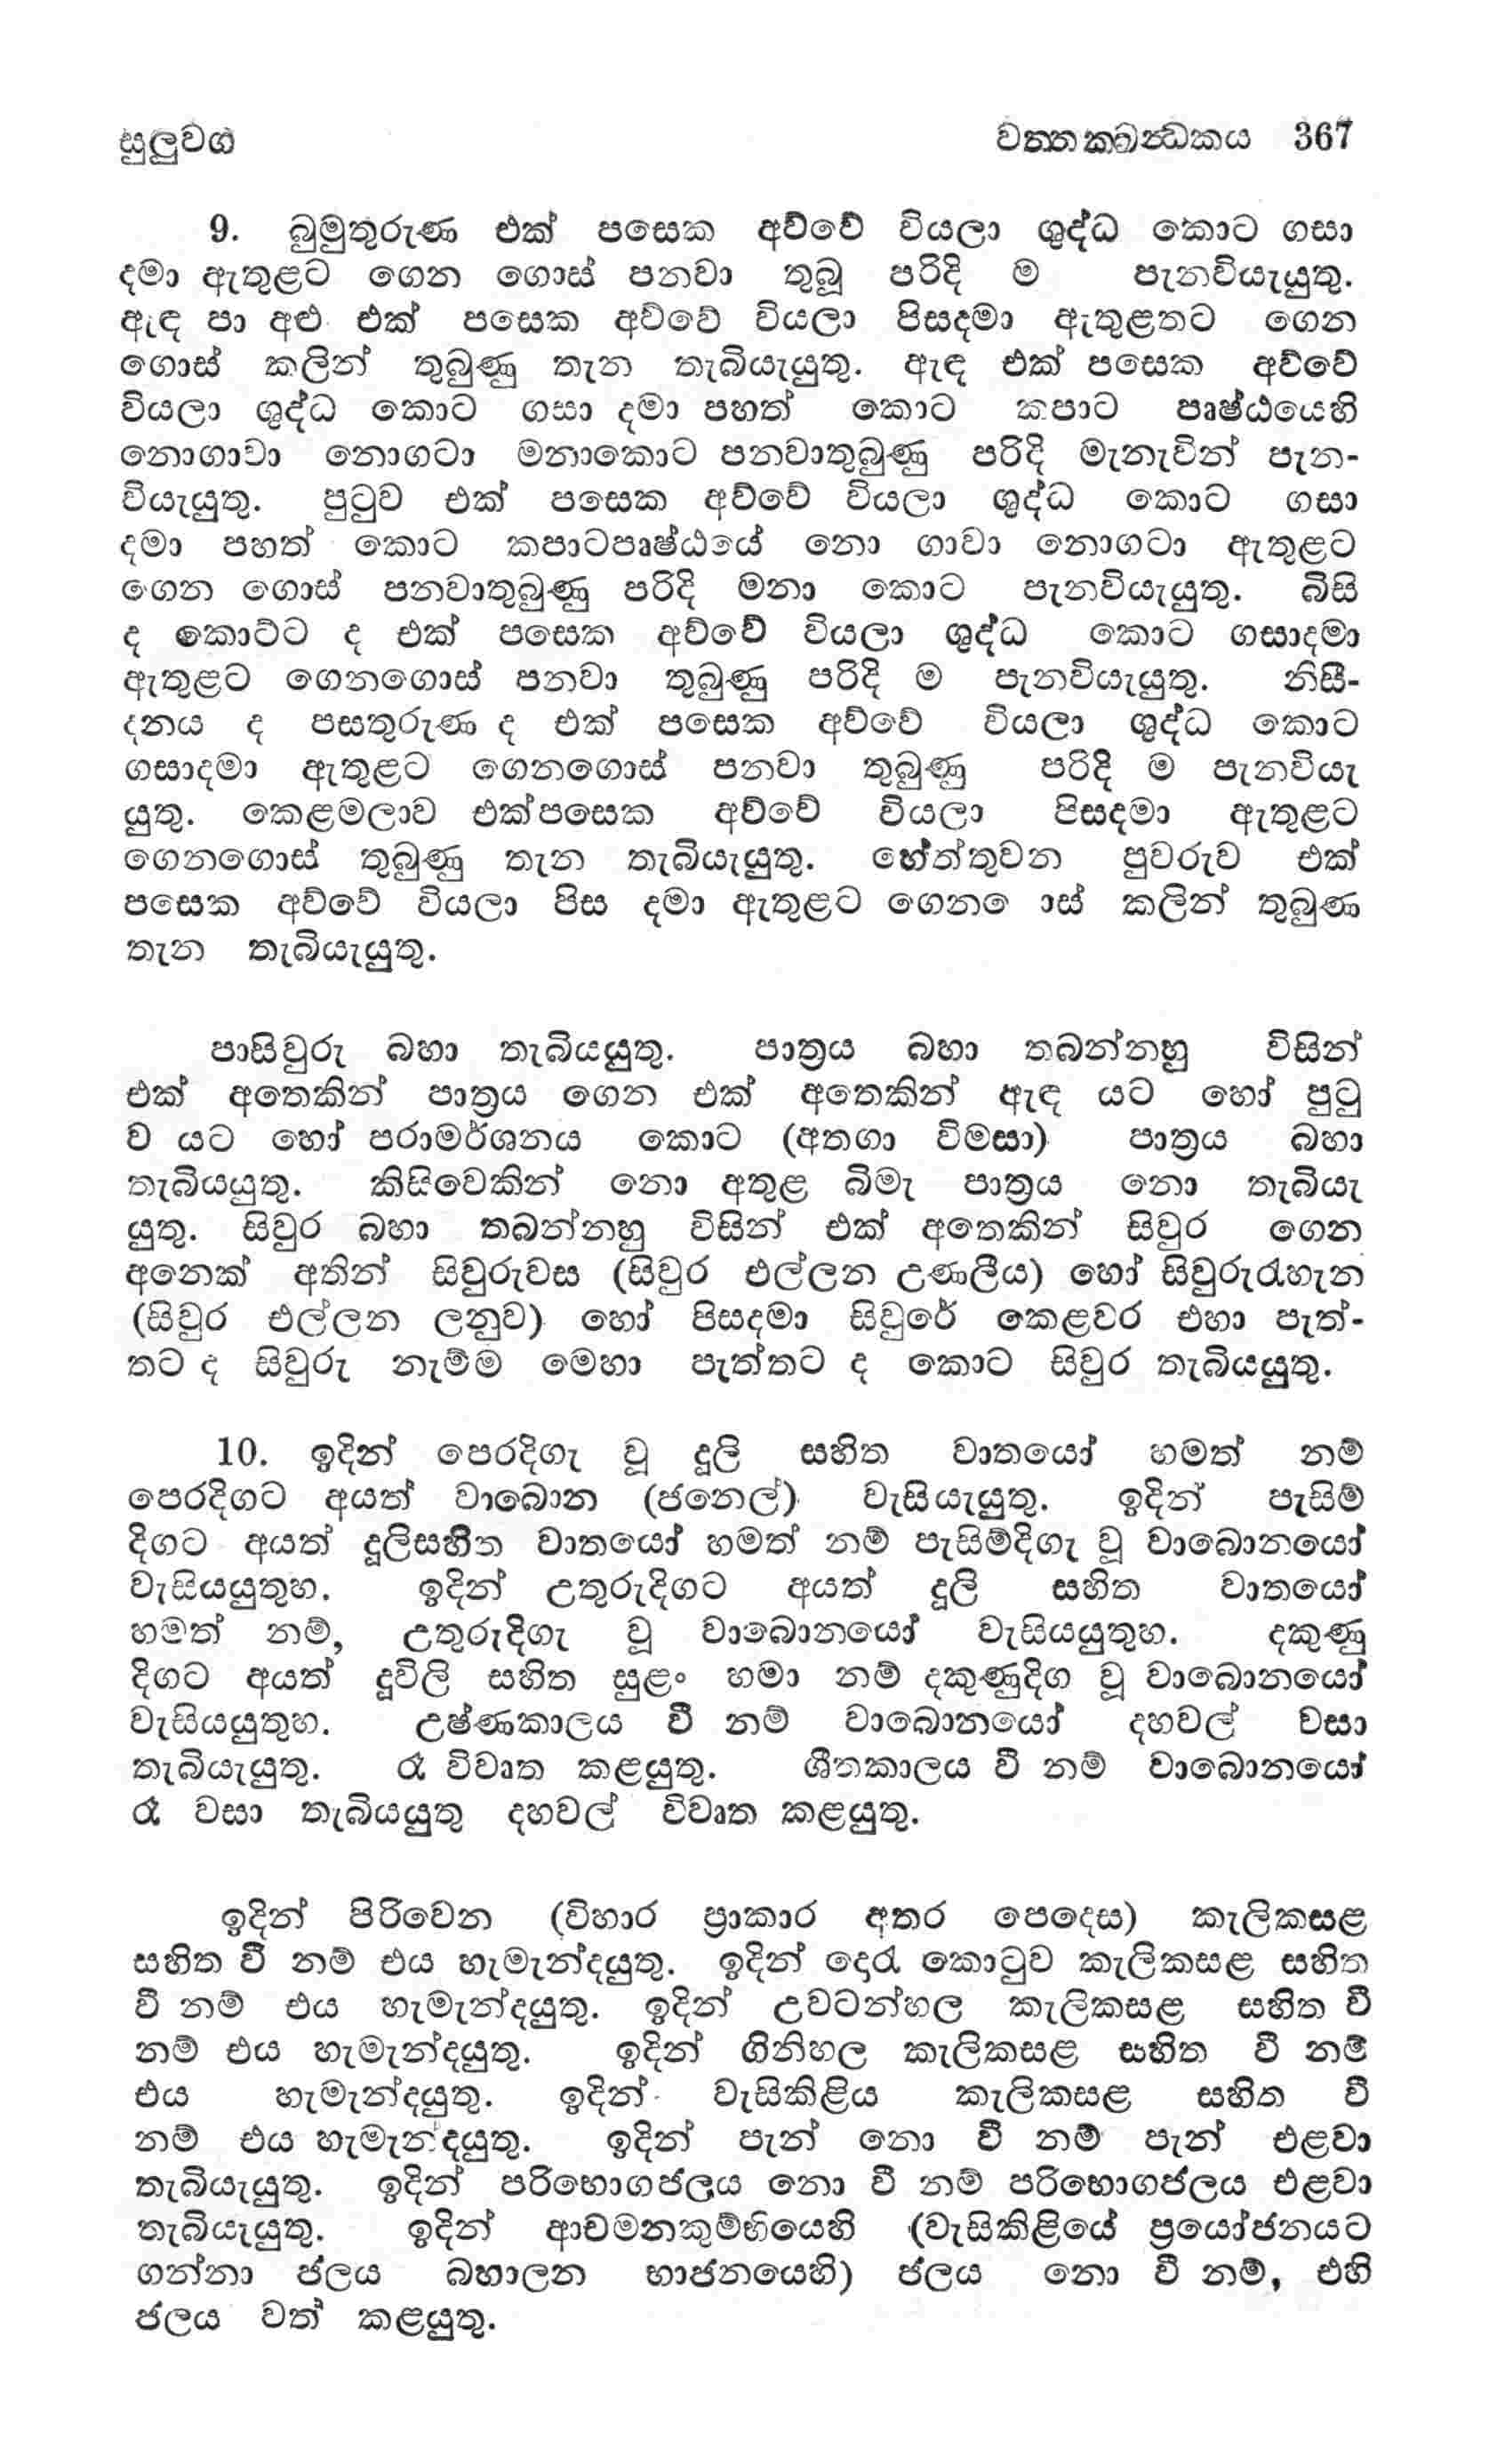 සුලුවග වත්තක්ඛන්ධකය 367
9. බුමුතුරුණ එක් පසෙක අව්වේ වියලා ශුද්ධ කොට ගසා
දමා ඇතුළට ගෙන ගොස් පනවා තුබූ පරිදි ම පැනවියැයුතු.
ඇඳ පා අළු එක් පසෙක අව්වේ වියලා පිසදමා ඇතුළතට ගෙන
ගොස් කලින් තුබුණු තැන තැබියැයුතු. ඇඳ එක් පසෙක අව්වේ
වියලා ශුද්ධ කොට ගසා දමා පහත් කොට කපාට පෘෂ්ඨයෙහි
නොගාවා නොගටා මනාකොට පනවාතුබුණු පරිදි මැනැවින් පැන-
වියැයුතු. පුටුව එක් පසෙක අව්වේ වියලා ශුද්ධ කොට ගසා
දමා පහත් කොට කපාටපෘෂ්ඨයේ නො ගාවා නොගටා ඇතුළට
ගෙන ගොස් පනවාතුබුණු පරිදි මනා කොට පැනවියැයුතු. බිසි
ද කොට්ට ද එක් පසෙක අව්වේ වියලා ශුද්ධ කොට ගසාදමා
ඇතුළට ගෙනගොස් පනවා තුබුණු පරිදි ම පැනවියැයුතු. නිසී-
දනය ද පසතුරුණ ද එක් පසෙක අව්වේ වියලා ශුද්ධ කොට
ගසාදමා ඇතුළට ගෙනගොස් පනවා තුබුණු පරිදි ම පැනවියැ
යුතු. කෙළමලාව එක්පසෙක අව්වේ වියලා පිසදමා ඇතුළට
ගෙනගොස් තුබුණු තැන තැබියැයුතු. හේත්තුවන පුවරුව එක්
පසෙක අව්වේ වියලා පිස දමා ඇතුළට ගෙන ොස් කලින් තුබුණ
තැන තැබියැයුතු.
පාසිවුරු බහා තැබියයුතු. පාත්‍රය බහා තබන්නහු විසින්
එක් අතෙකින් පාත්‍රය ගෙන එක් අතෙකින් ඇඳ යට හෝ පුටු
ව යට හෝ පරාමර්ශනය කොට (අතගා විමසා) පාත්‍රය බහා
තැබියයුතු. කිසිවෙකින් නො අතුළ බිමැ පාත්‍රය නො තැබියැ
යුතු. සිවුර බහා තබන්නහු විසින් එක් අතෙකින් සිවුර ගෙන
අනෙක් අතින් සිවුරුවස (සිවුර එල්ලන උණලීය) හෝ සිවුරුරැහැන
(සිවුර එල්ලන ලනුව) හෝ පිසදමා සිවුරේ කෙළවර එහා පැත්-
තට ද සිවුරු නැම්ම මෙහා පැත්තට ද කොට සිවුර තැබියයුතු.
10. ඉදින් පෙරදිගැ වූ දූලි සහිත වාතයෝ හමත් නම්
පෙරදිගට අයත් වාබොන (ජනෙල්) වැසියැයුතු. ඉදින් පැසිම්
දිගට අයත් දූලිසහිත වාතයෝ හමත් නම් පැසිම්දිගැ වූ වාබොනයෝ
වැසියයුතුහ. ඉදින් උතුරුදිගට අයත් දූලි සහිත වාතයෝ
හමත් නම්, උතුරුදිගැ වූ වාබොනයෝ වැසියයුතුහ. දකුණු
දිගට අයත් දූවිලි සහිත සුළං හමා නම් දකුණුදිග වූ වාබොනයෝ
වැසියයුතුහ. උෂ්ණකාලය වී නම් වාබොනයෝ දහවල් වසා
තැබියැයුතු. රෑ විවෘත කළයුතු. ශීතකාලය වී නම් වාබොනයෝ
රෑ වසා තැබියයුතු දහවල් විවෘත කළයුතු.
ඉදින් පිරිවෙන (විහාර ප්‍රාකාර අතර පෙදෙස) කැලිකසළ
සහිත වී නම් එය හැමැන්දයුතු. ඉදින් දොරැ කොටුව කැලිකසළ සහිත
වී නම් එය හැමැන්දයුතු. ඉදින් උවටන්හල කැලිකසළ සහිත වී
නම් එය හැමැන්දයුතු. ඉදින් ගිනිහල කැලිකසළ සහිත වී නම්
එය හැමැන්දයුතු. ඉදින් වැසිකිළිය කැලිකසළ සහිත වී
නම් එය හැමැන්දයුතු. ඉදින් පැන් නො වී නම් පැන් එළවා
තැබියැයුතු. ඉදින් පරිභොගජලය නො වී නම් පරිභොගජලය එළවා
තැබියැයුතු. ඉදින් ආචමනකුම්භියෙහි (වැසිකිළියේ ප්‍රයෝජනයට
ගන්නා ජලය බහාලන භාජනයෙහි) ජලය නො වී නම්, එහි
ජලය වත් කළයුතු.